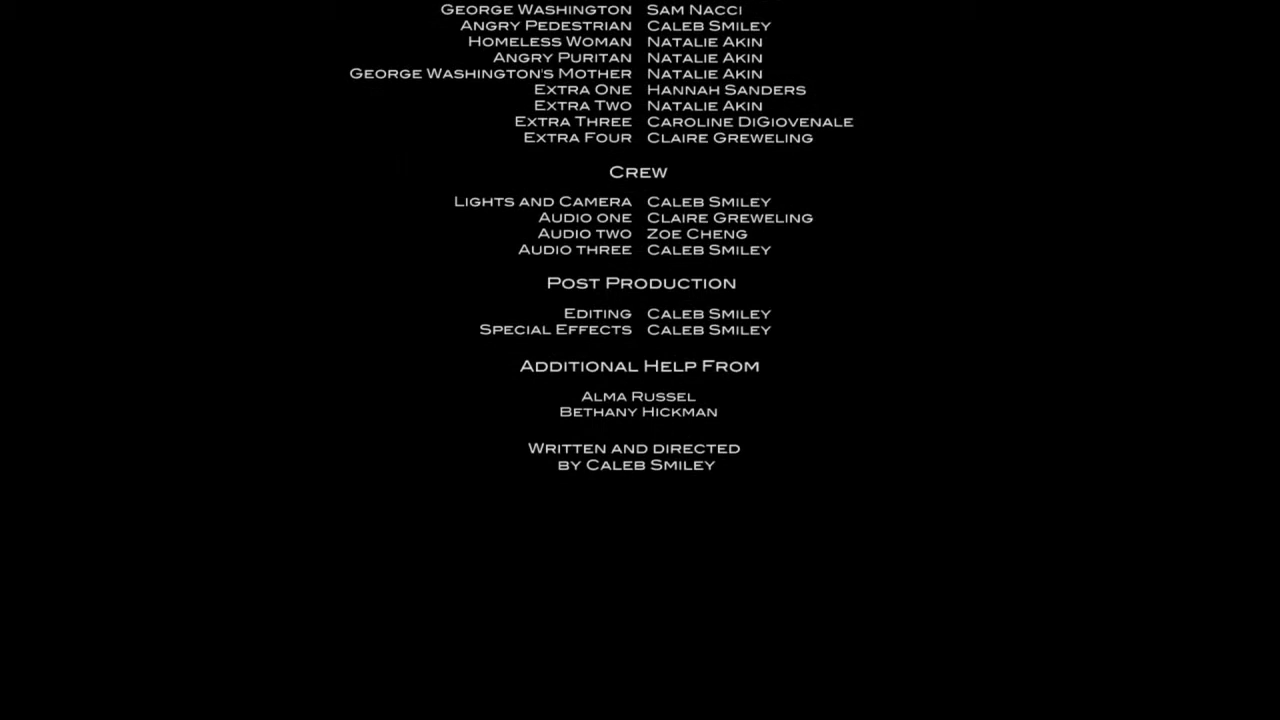 George Washington Sam Nacci
Angry Pedestrian Caleb Smiley
Homeless Woman Natalie Akin
Angry Puritan Natalie Akin
George Washington's Mother Natalie Akin
Extra One Hannah Sanders
Extra Two Natalie Akin
Extra Three Caroline DiGiovenale
Extra Four Claire Greweling
Crew
Lights and Camera Caleb Smiley
Audio one Claire Greweling
Audio two Zoe Cheng
Audio three Caleb Smiley
Post Production
Editing Caleb Smiley
Special Effects Caleb Smiley
Additional Help From
Alma Russel
Bethany Hickman
Written and directed
by Caleb Smiley